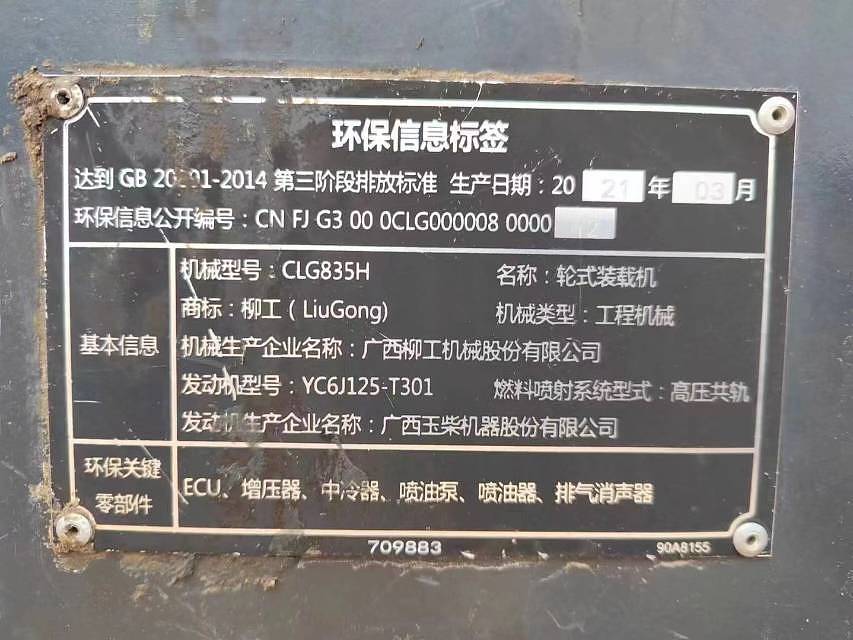 环保信息标签
达到 GB 20 91-2014 第三阶段排放标准 生产日期：20 21 年 03 月
环保信息公开编号：CN FJ G3 00 0CLG000008 0000
基本信息
机械型号：CLG835H 名称：轮式装载机
商标：柳工（LiuGong) 机械类型：工程机械
机械生产企业名称：广西柳工机械股份有限公司
发动机型号：YC6J125-T301 燃料喷射系统型式：高压共轨
发动机生产企业名称：广西玉柴机器股份有限公司
环保关键
零部件
ECU、增压器、中冷器、喷油泵、喷油器、排气消声器
709883 90A8155